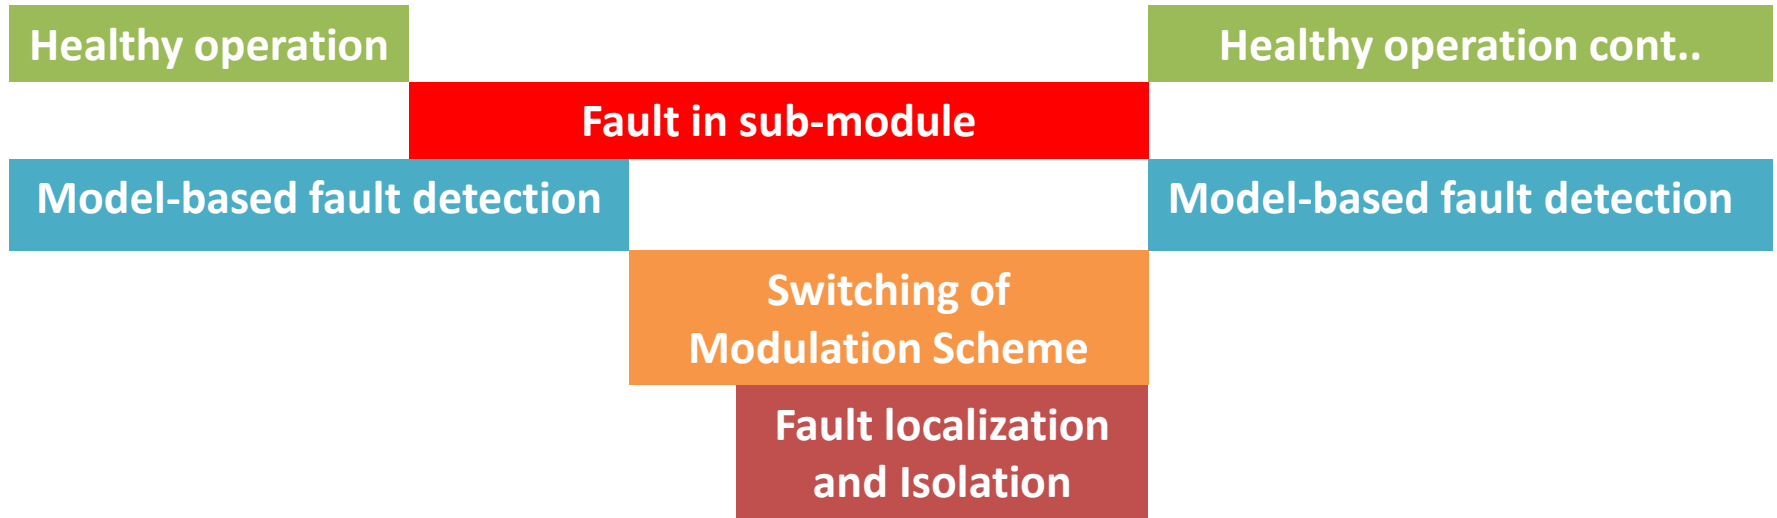 Healthy operation
Healthy operation cont..
Fault in sub-module
Model-based fault detection
Model-based fault detection
Switching of
Modulation Scheme
Fault localization
and Isolation